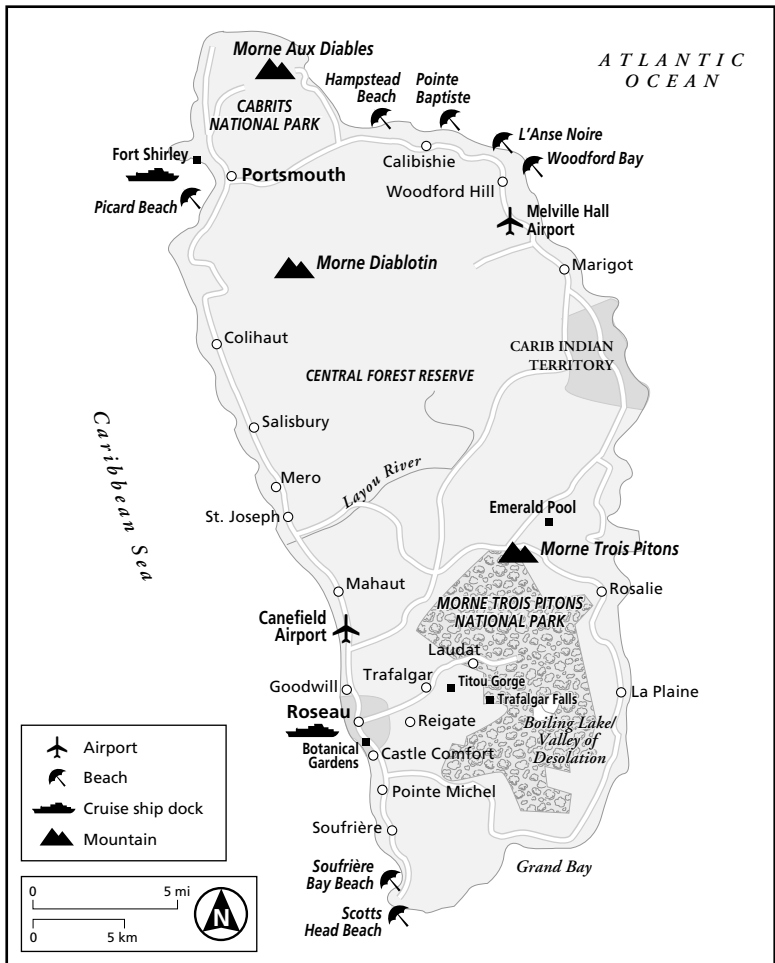 Morne Aux Diables
ATLANTIC
OCEAN
Hampstead
Beach
Pointe
Baptiste
CABRITS
NATIONAL PARK
L'Anse Noire
Fort Shirley
Calibishie
Woodford Bay
Portsmouth
Woodford Hill
Picard Beach
Melville Hall
Airport
Morne Diablotin
Marigot
Colihaut
CARIB INDIAN
TERRITORY
CENTRAL FOREST RESERVE
Caribbean Sea
Salisbury
Layou River
Mero
Emerald Pool
St. Joseph
Morne Trois Pitons
Mahaut
Rosalie
MORNE TROIS PITONS
NATIONAL PARK
Canefield
Airport
Laudat
Trafalgar
Titou Gorge
Goodwill
Trafalgar Falls
La Plaine
Roseau
Reigate
Boiling Lake/
Valley of
Desolation
Botanical
Gardens
Castle Comfort
Pointe Michel
Soufrière
Grand Bay
Soufrière
Bay Beach
Scotts
Head Beach
Airport
Beach
Cruise ship dock
Mountain
0 5 mi
0 5 km
N